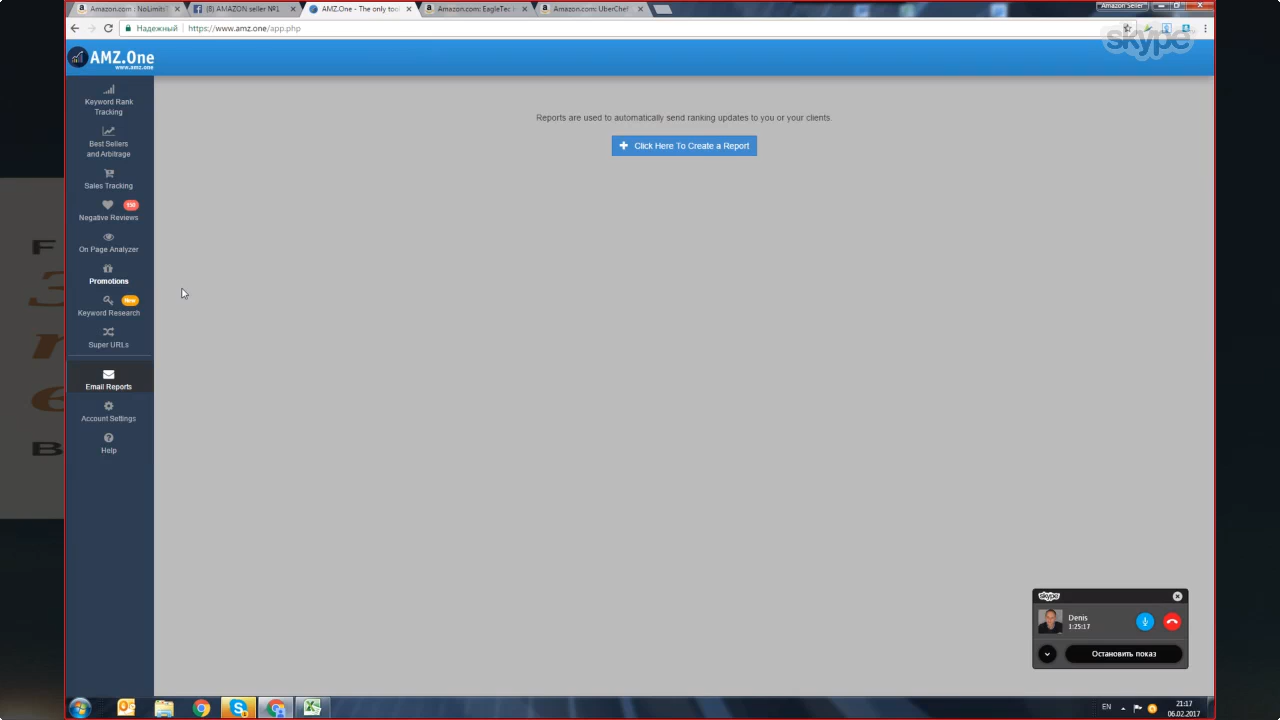 Amazon.com : NoLimits
(8) AMAZON seller №1
AMZ.One - The only tool
Amazon.com: EagleTec
Amazon.com: UberChef
Amazon Seller
Надежный
https://www.amz.one/app.php
skype
AMZ.One
www.amz.one
Keyword Rank
Tracking
Best Sellers
and Arbitrage
Sales Tracking
Negative Reviews
On Page Analyzer
Promotions
Keyword Research
New
Super URLs
Email Reports
Account Settings
Help
Reports are used to automatically send ranking updates to you or your clients.
Click Here To Create a Report
F
3
r
6
B
skype
Denis
1:25:17
Остановить показ
EN
21:17
06.02.2017